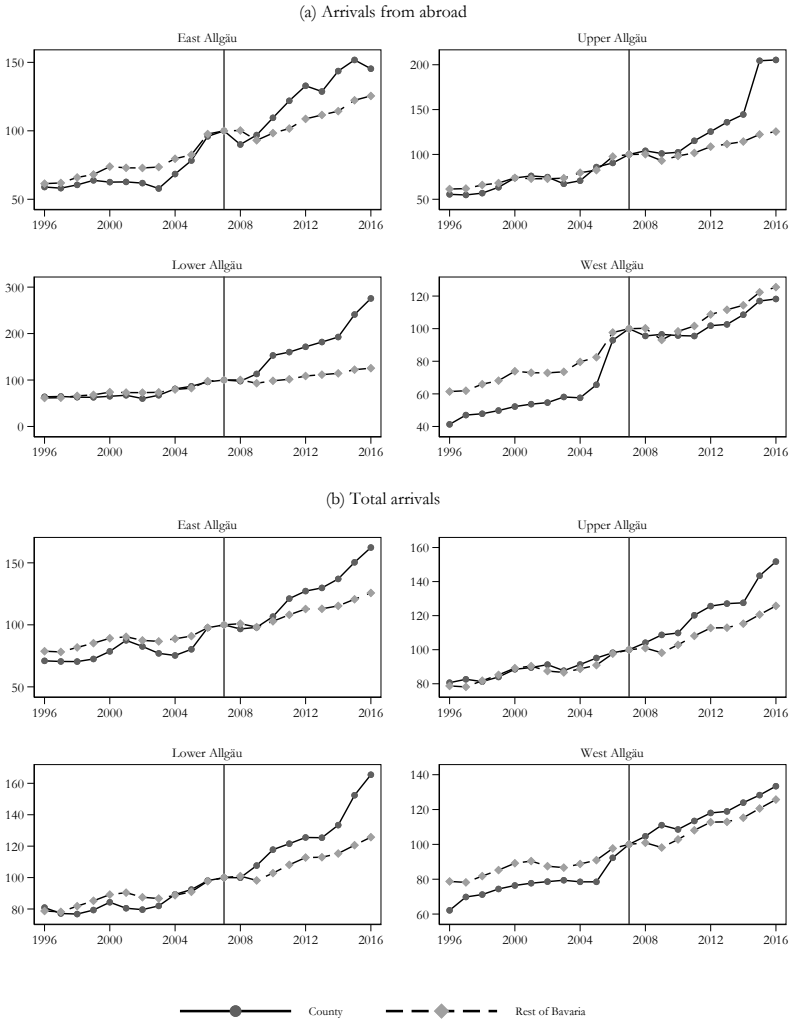 (a) Arrivals from abroad
East Allgäu
Upper Allgäu
150
100
50
1996 2000 2004 2008 2012 2016
200
150
100
50
1996 2000 2004 2008 2012 2016
Lower Allgäu
West Allgäu
300
200
100
0
1996 2000 2004 2008 2012 2016
120
100
80
60
40
1996 2000 2004 2008 2012 2016
(b) Total arrivals
East Allgäu
Upper Allgäu
150
100
50
1996 2000 2004 2008 2012 2016
160
140
120
100
80
1996 2000 2004 2008 2012 2016
Lower Allgäu
West Allgäu
160
140
120
100
80
1996 2000 2004 2008 2012 2016
140
120
100
80
60
1996 2000 2004 2008 2012 2016
County Rest of Bavaria